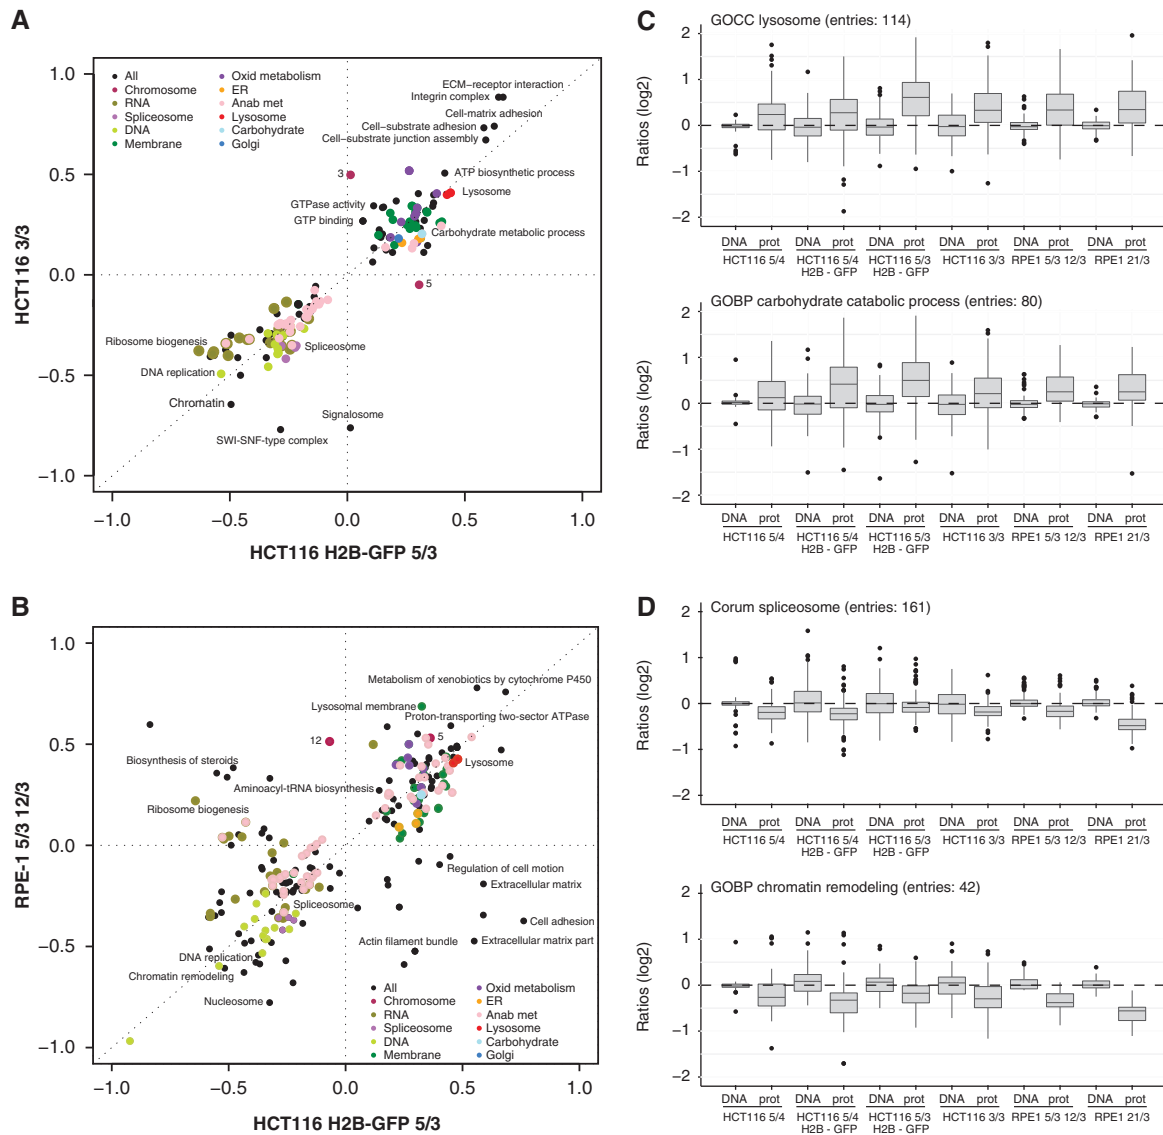 A
1.0
0.5
0.0
−0.5
−1.0
−1.0
−0.5
0.0
0.5
1.0
HCT116 3/3
HCT116 H2B-GFP 5/3
All
Chromosome
RNA
Spliceosome
DNA
Membrane
Oxid metabolism
ER
Anab met
Lysosome
Carbohydrate
Golgi
ECM−receptor interaction
Integrin complex
Cell-matrix adhesion
Cell−substrate adhesion
Cell−substrate junction assembly
3
ATP biosynthetic process
Lysosome
GTPase activity
GTP binding
Carbohydrate metabolic process
5
Ribosome biogenesis
Spliceosome
DNA replication
Chromatin
Signalosome
SWI-SNF-type complex
B
1.0
0.5
0.0
−0.5
−1.0
−1.0
−0.5
0.0
0.5
1.0
RPE-1 5/3 12/3
HCT116 H2B-GFP 5/3
Metabolism of xenobiotics by cytochrome P450
Lysosomal membrane
Proton-transporting two-sector ATPase
12
5
Biosynthesis of steroids
Lysosome
Aminoacyl-tRNA biosynthesis
Ribosome biogenesis
Regulation of cell motion
Extracellular matrix
Spliceosome
Cell adhesion
Actin filament bundle
Extracellular matrix part
DNA replication
Chromatin remodeling
Nucleosome
All
Chromosome
RNA
Spliceosome
DNA
Membrane
Oxid metabolism
ER
Anab met
Lysosome
Carbohydrate
Golgi
C
GOCC lysosome (entries: 114)
2
1
0
−1
−2
Ratios (log2)
DNA prot DNA prot DNA prot DNA prot DNA prot DNA prot
HCT116 5/4 HCT116 5/4 HCT116 5/3 HCT116 3/3 RPE1 5/3 12/3 RPE1 21/3
H2B - GFP H2B - GFP
GOBP carbohydrate catabolic process (entries: 80)
2
1
0
−1
−2
Ratios (log2)
DNA prot DNA prot DNA prot DNA prot DNA prot DNA prot
HCT116 5/4 HCT116 5/4 HCT116 5/3 HCT116 3/3 RPE1 5/3 12/3 RPE1 21/3
H2B - GFP H2B - GFP
D
Corum spliceosome (entries: 161)
2
1
0
−1
−2
Ratios (log2)
DNA prot DNA prot DNA prot DNA prot DNA prot DNA prot
HCT116 5/4 HCT116 5/4 HCT116 5/3 HCT116 3/3 RPE1 5/3 12/3 RPE1 21/3
H2B - GFP H2B - GFP
GOBP chromatin remodeling (entries: 42)
2
1
0
−1
−2
Ratios (log2)
DNA prot DNA prot DNA prot DNA prot DNA prot DNA prot
HCT116 5/4 HCT116 5/4 HCT116 5/3 HCT116 3/3 RPE1 5/3 12/3 RPE1 21/3
H2B - GFP H2B - GFP